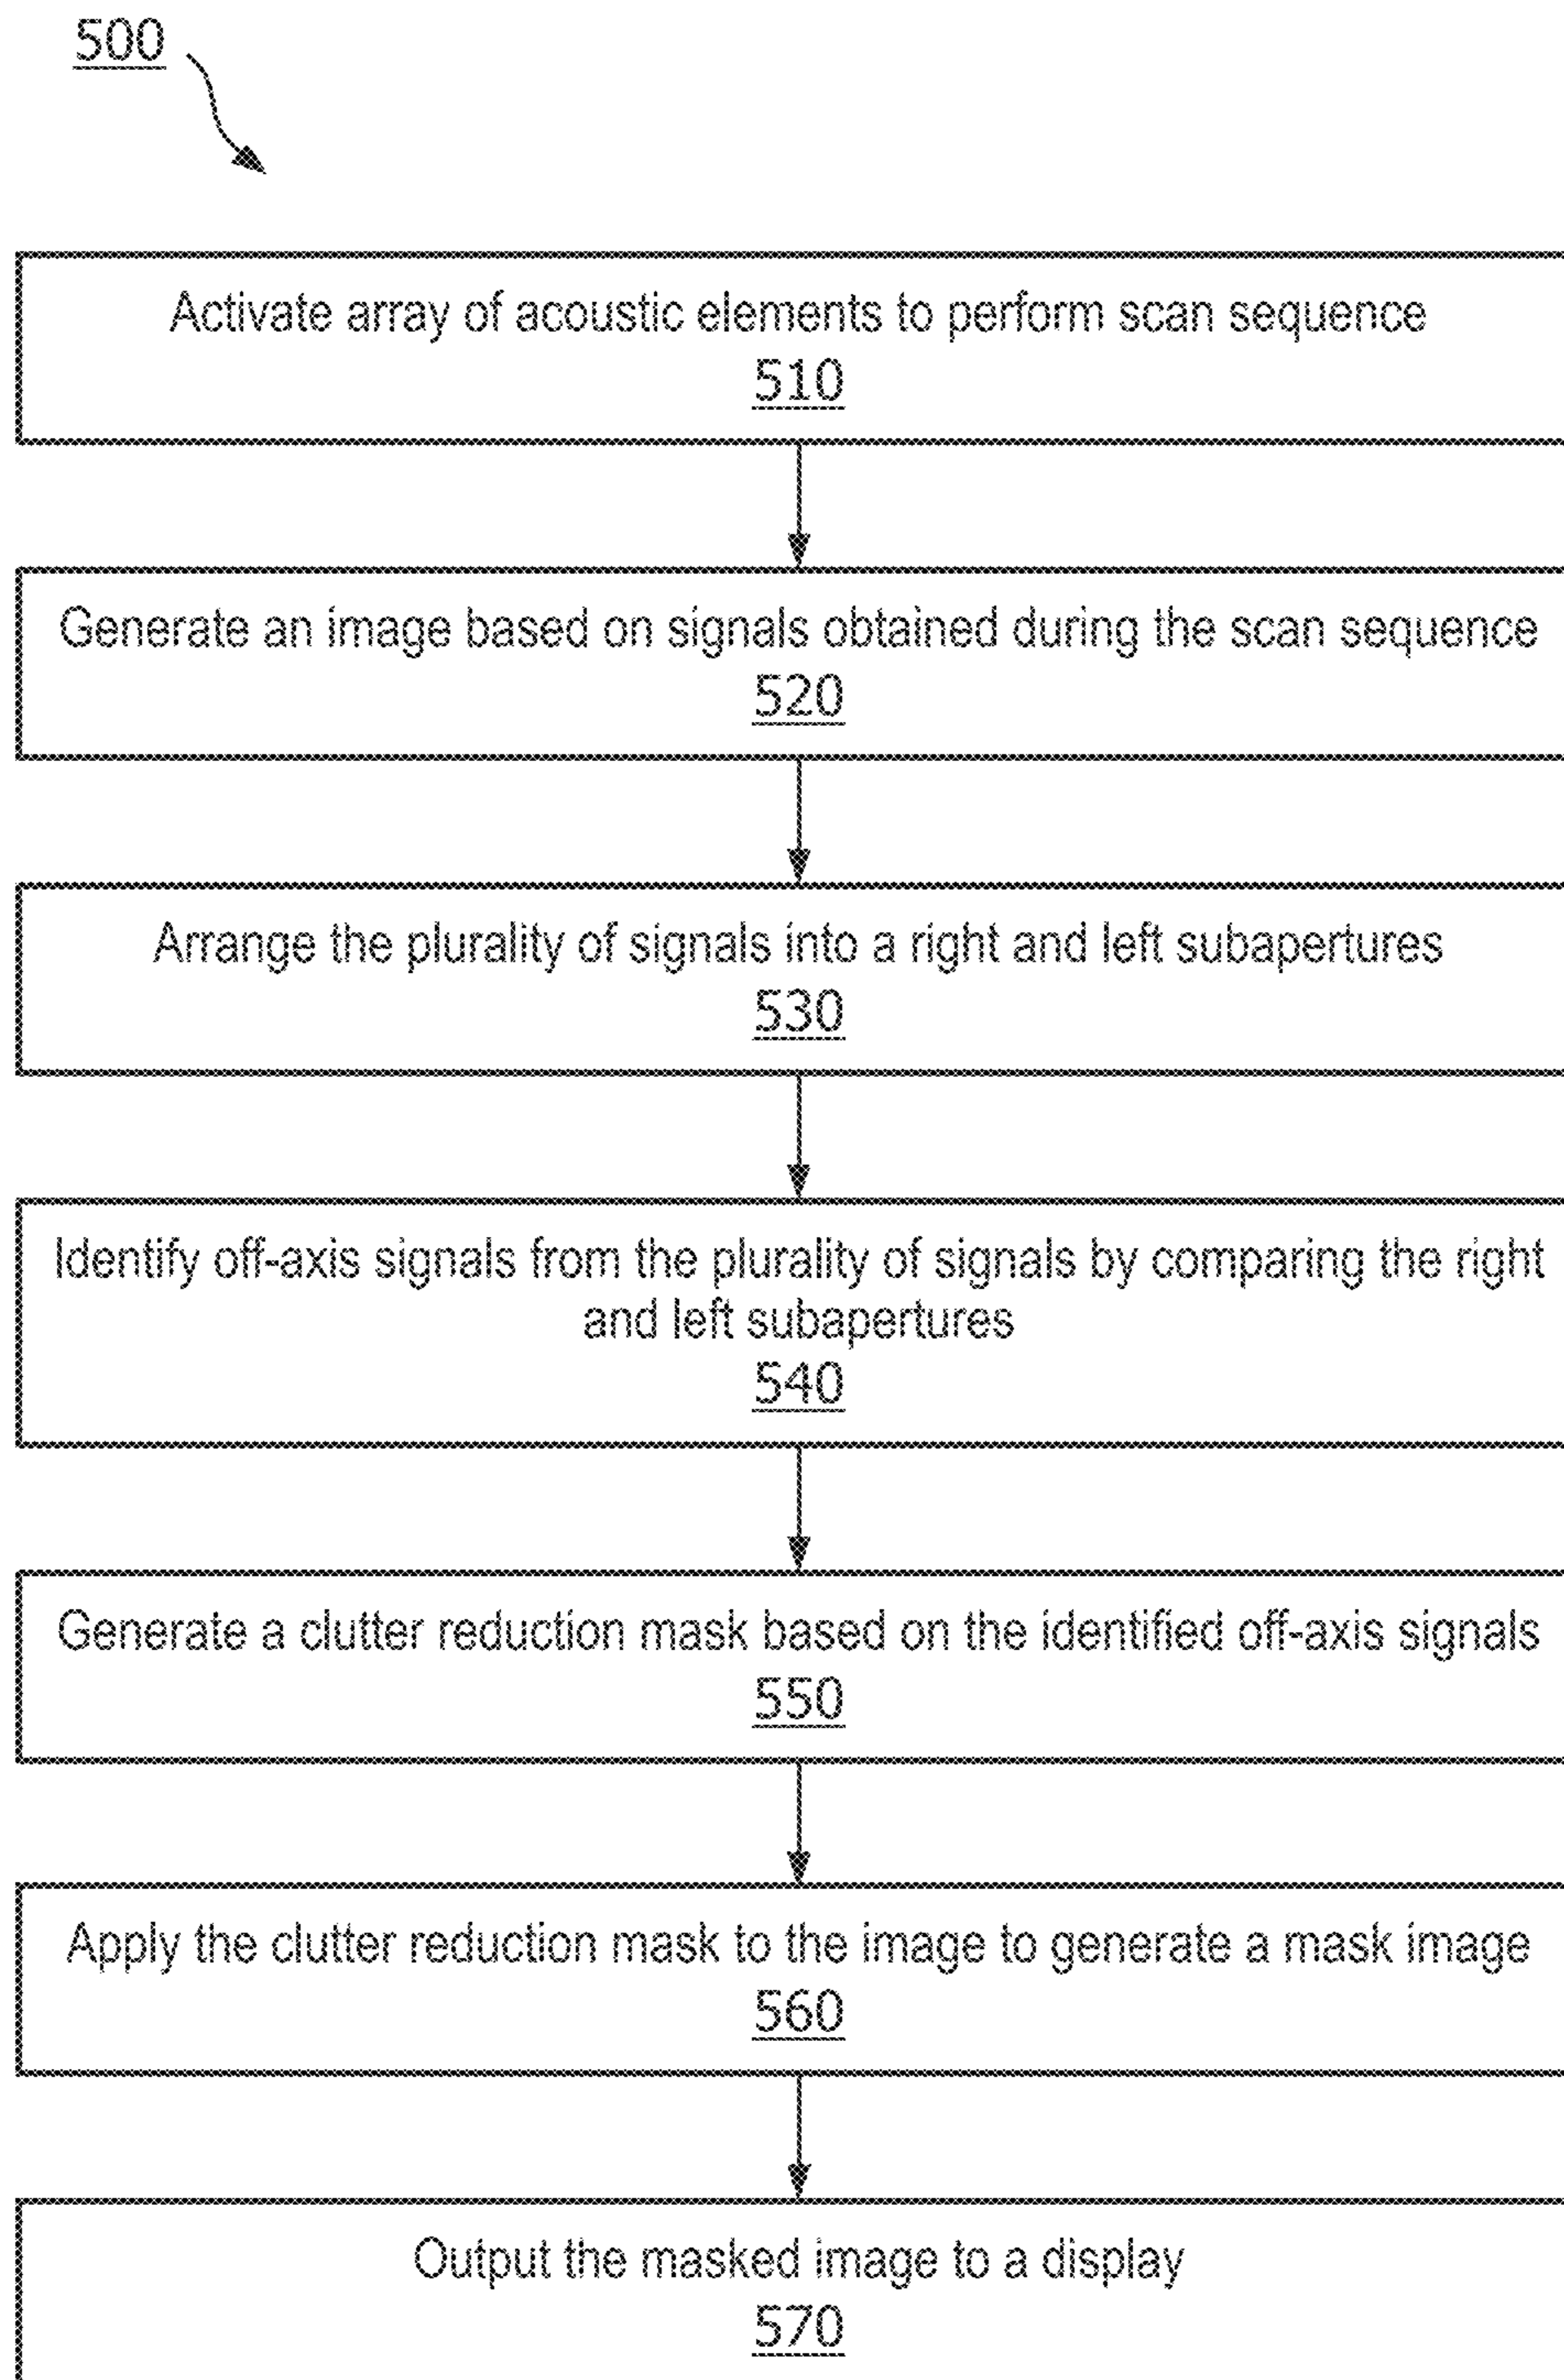 500
Activate array of acoustic elements to perform scan sequence
510
Generate an image based on signals obtained during the scan sequence
520
Arrange the plurality of signals into a right and left subapertures
530
Identify off-axis signals from the plurality of signals by comparing the right
and left subapertures
540
Generate a clutter reduction mask based on the identified off-axis signals
550
Apply the clutter reduction mask to the image to generate a mask image
560
Output the masked image to a display
570